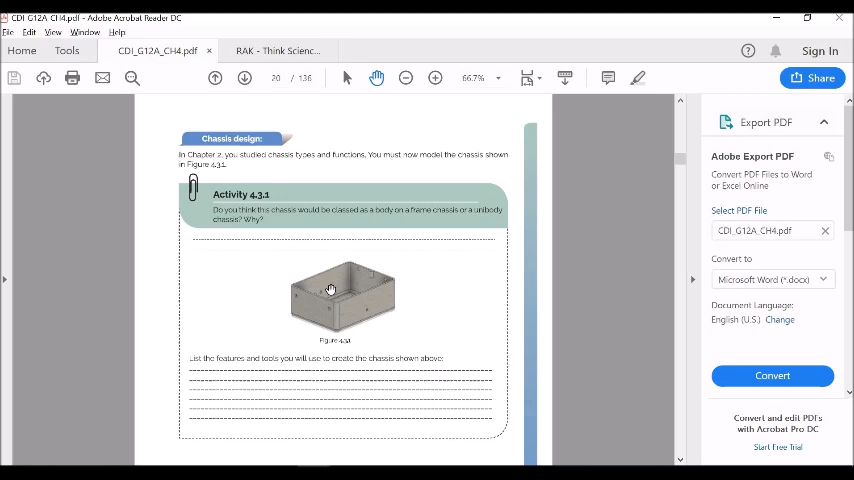 CDI_G12A_CH4.pdf - Adobe Acrobat Reader DC
File Edit View Window Help
Home Tools CDI_G12A_CH4.pdf × RAK - Think Scienc... Sign In
20 / 136 66.7% Share
Chassis design:
In Chapter 2, you studied chassis types and functions. You must now model the chassis shown
in Figure 4.3.1.
Activity 4.3.1
Do you think this chassis would be classed as a body on a frame chassis or a unibody
chassis? Why?
Figure 4.3.1
List the features and tools you will use to create the chassis shown above:
Export PDF
Adobe Export PDF
Convert PDF Files to Word
or Excel Online
Select PDF File
CDI_G12A_CH4.pdf
Convert to
Microsoft Word (*.docx)
Document Language:
English (U.S.) Change
Convert
Convert and edit PDFs
with Acrobat Pro DC
Start Free Trial